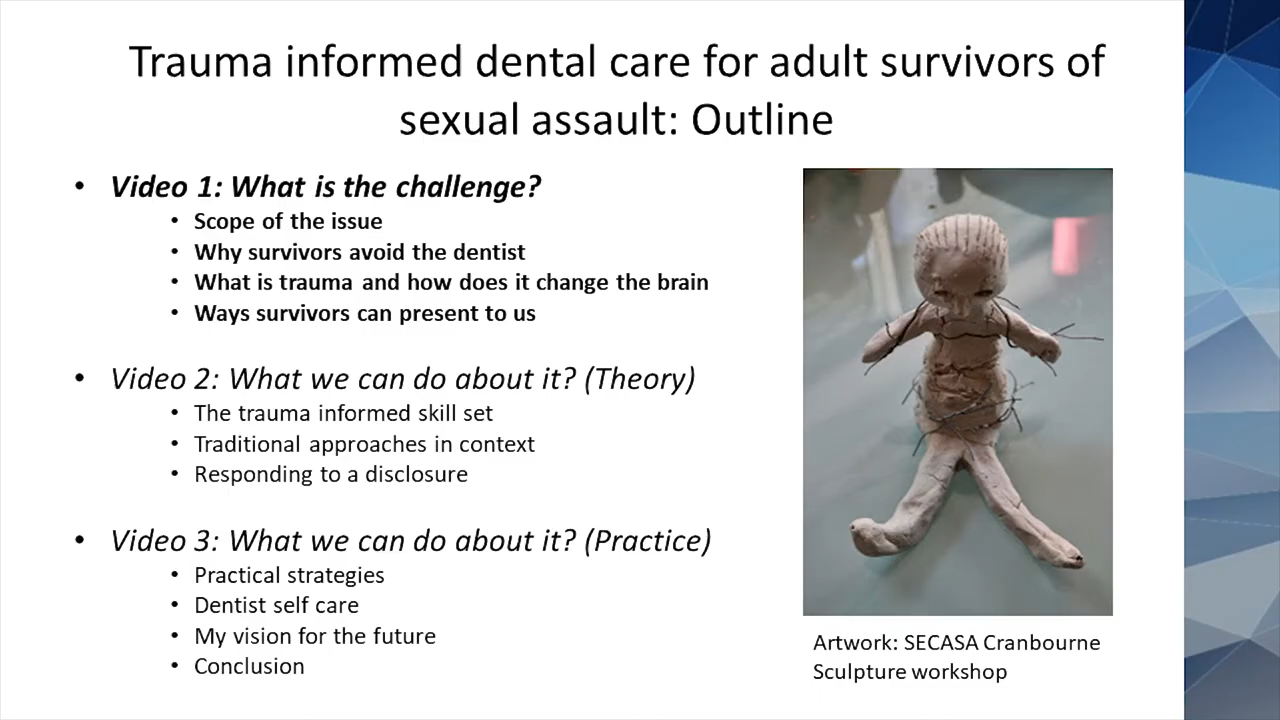 Trauma informed dental care for adult survivors of
sexual assault: Outline
• Video 1: What is the challenge?
• Scope of the issue
• Why survivors avoid the dentist
• What is trauma and how does it change the brain
• Ways survivors can present to us
• Video 2: What we can do about it? (Theory)
• The trauma informed skill set
• Traditional approaches in context
• Responding to a disclosure
• Video 3: What we can do about it? (Practice)
• Practical strategies
• Dentist self care
• My vision for the future
• Conclusion
Artwork: SECASA Cranbourne
Sculpture workshop